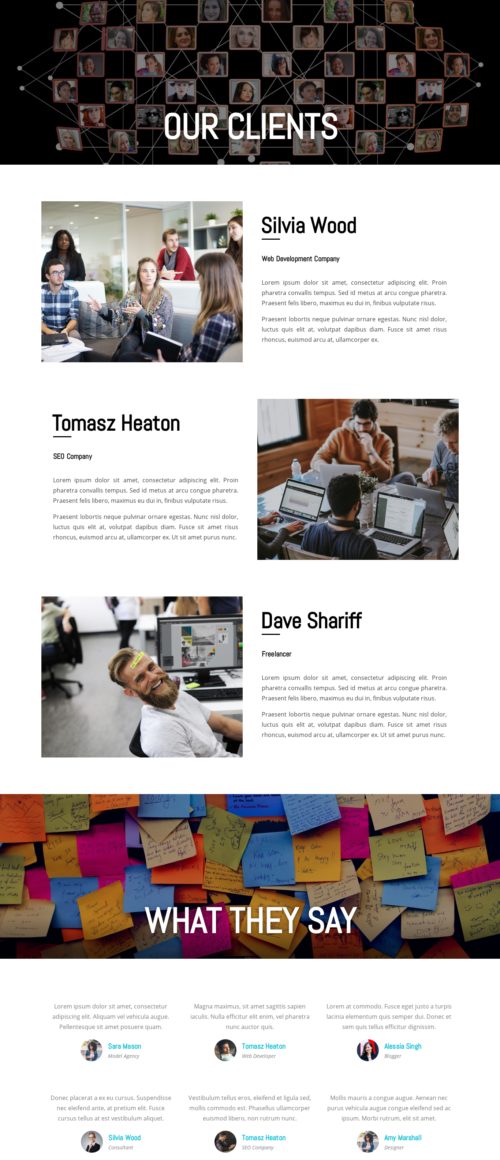 OUR CLIENTS
Silvia Wood
Web Development Company
Lorem ipsum dolor sit amet, consectetur adipiscing elit. Proin
pharetra convallis tempus. Sed id metus at arcu congue pharetra.
Praesent felis libero, maximus eu dui in, finibus vulputate risus.
Praesent lobortis neque pulvinar ornare egestas. Nunc nisl dolor,
luctus quis elit at, volutpat dapibus diam. Fusce sit amet risus
rhoncus, euismod arcu at, ullamcorper ex.
Tomasz Heaton
SEO Company
Lorem ipsum dolor sit amet, consectetur adipiscing elit. Proin
pharetra convallis tempus. Sed id metus at arcu congue pharetra.
Praesent felis libero, maximus eu dui in, finibus vulputate risus.
Praesent lobortis neque pulvinar ornare egestas. Nunc nisl dolor,
luctus quis elit at, volutpat dapibus diam. Fusce sit amet risus
rhoncus, euismod arcu at, ullamcorper ex. Ut sit amet purus nunc.
Dave Shariff
Freelancer
Lorem ipsum dolor sit amet, consectetur adipiscing elit. Proin
pharetra convallis tempus. Sed id metus at arcu congue pharetra.
Praesent felis libero, maximus eu dui in, finibus vulputate risus.
Praesent lobortis neque pulvinar ornare egestas. Nunc nisl dolor,
luctus quis elit at, volutpat dapibus diam. Fusce sit amet risus
rhoncus, euismod arcu at, ullamcorper ex. Ut sit amet purus nunc.
WHAT THEY SAY
Lorem ipsum dolor sit amet, consectetur
adipiscing elit. Aliquam vel vehicula augue.
Pellentesque sit amet posuere quam.
Sara Mason
Model Agency
Magna maximus, sit amet sagittis sapien
iaculis. Nulla efficitur elit enim, vel pharetra
nunc auctor quis.
Tomasz Heaton
Web Developer
Lorem at commodo. Fusce eget justo a turpis
lacinia elementum quis semper enim. Donec et
sem quis tellus efficitur dignissim.
Alessia Singh
Blogger
Donec placerat a ex eu cursus. Suspendisse
nec eleifend ante, at pretium elit. Fusce
cursus tellus at est vestibulum aliquet.
Silvia Wood
Consultant
Vestibulum tellus eros, eleifend et ligula sed,
mollis commodo est. Phasellus ullamcorper
euismod libero, non rutrum nunc.
Tomasz Heaton
SEO Company
Mollis mauris a congue augue. Aenean nec
purus vehicula augue congue eleifend sed ac
ipsum. Morbi rutrum, elit sit amet.
Amy Marshall
Designer